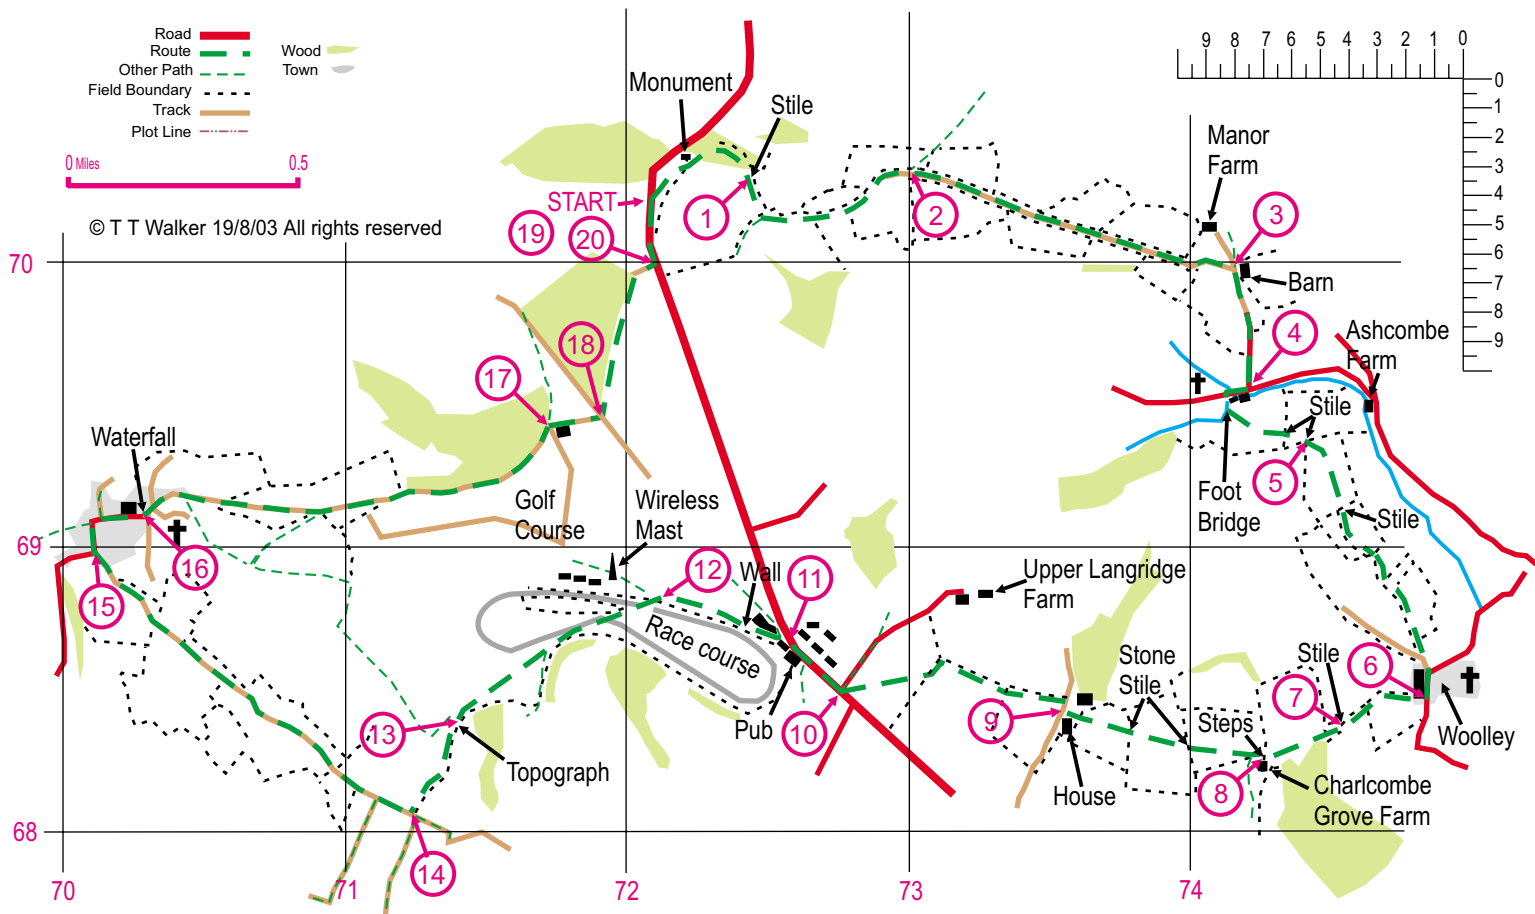 Road
Route
Other Path
Field Boundary
Track
Plot Line
Wood
Town
0 Miles 0.5
© T T Walker 19/8/03 All rights reserved
9 8 7 6 5 4 3 2 1 0
0
1
2
3
4
5
6
7
8
9
Monument
Stile
START
1
2
Manor
Farm
3
19
20
70
Barn
4
Ashcombe
Farm
18
17
Stile
5
Waterfall
Golf
Course
Wireless
Mast
Foot
Bridge
Stile
69
16
15
12
Wall
11
Upper Langridge
Farm
Race course
Stone
Stile
Stile
6
7
13
Pub
10
9
Steps
Woolley
Topograph
House
8
Charlcombe
Grove Farm
68
14
70 71 72 73 74